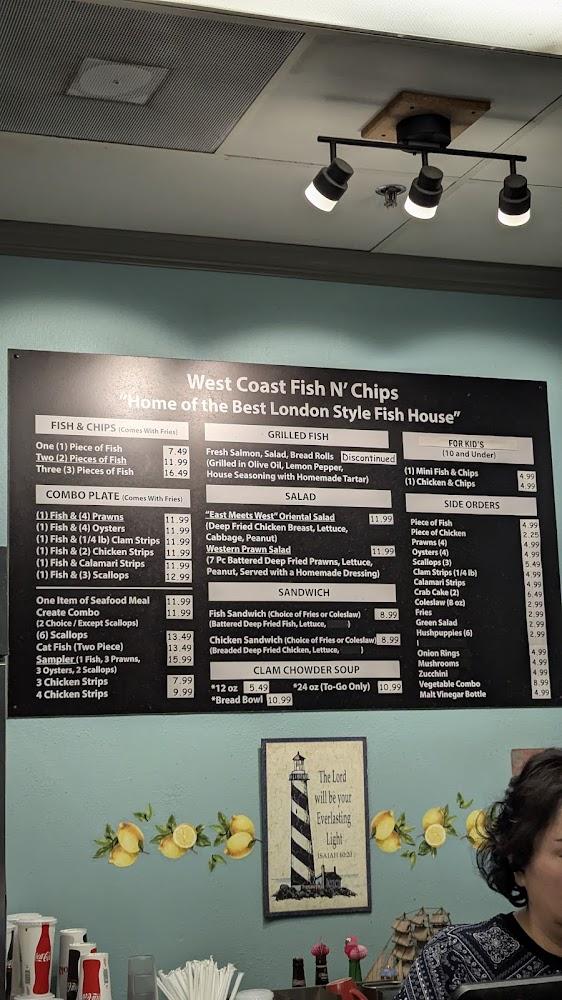 West Coast Fish N' Chips
"Home of the Best London Style Fish House"
FISH & CHIPS (Comes With Fries)
One (1) Piece of Fish 7.49
Two (2) Pieces of Fish 11.99
Three (3) Pieces of Fish 16.49
COMBO PLATE (Comes With Fries)
(1) Fish & (4) Prawns 11.99
(1) Fish & (4) Oysters 11.99
(1) Fish & (1/4 lb) Clam Strips 11.99
(1) Fish & (2) Chicken Strips 11.99
(1) Fish & Calamari Strips 11.99
(1) Fish & (3) Scallops 12.99
One Item of Seafood Meal 11.99
Create Combo 11.99
(2 Choice / Except Scallops)
(6) Scallops 13.49
Cat Fish (Two Piece) 13.49
Sampler (1 Fish, 3 Prawns, 15.99
3 Oysters, 2 Scallops)
3 Chicken Strips 7.99
4 Chicken Strips 9.99
GRILLED FISH
Fresh Salmon, Salad, Bread Rolls Discontinued
(Grilled in Olive Oil, Lemon Pepper,
House Seasoning with Homemade Tartar)
SALAD
"East Meets West" Oriental Salad 11.99
(Deep Fried Chicken Breast, Lettuce,
Cabbage, Peanut)
Western Prawn Salad 11.99
(7 Pc Battered Deep Fried Prawns, Lettuce,
Peanut, Served with a Homemade Dressing)
SANDWICH
Fish Sandwich (Choice of Fries or Coleslaw) 8.99
(Battered Deep Fried Fish, Lettuce, )
Chicken Sandwich (Choice of Fries or Coleslaw) 8.99
(Breaded Deep Fried Chicken, Lettuce, )
CLAM CHOWDER SOUP
*12 oz 5.49 *24 oz (To-Go Only) 10.99
*Bread Bowl 10.99
FOR KID'S
(10 and Under)
(1) Mini Fish & Chips 4.99
(1) Chicken & Chips 4.99
SIDE ORDERS
Piece of Fish 4.99
Piece of Chicken 2.25
Prawns (4) 4.99
Oysters (4) 4.99
Scallops (3) 5.49
Clam Strips (1/4 lb) 4.99
Calamari Strips 4.99
Crab Cake (2)
Coleslaw (8 oz) 2.99
Fries 2.99
Green Salad 2.99
Hushpuppies (6) 2.99
Onion Rings 4.99
Mushrooms 4.99
Zucchini 4.99
Vegetable Combo 8.99
Malt Vinegar Bottle 4.99
The Lord
will be your
Everlasting
Light
ISAIAH 60:20
Coca-Cola